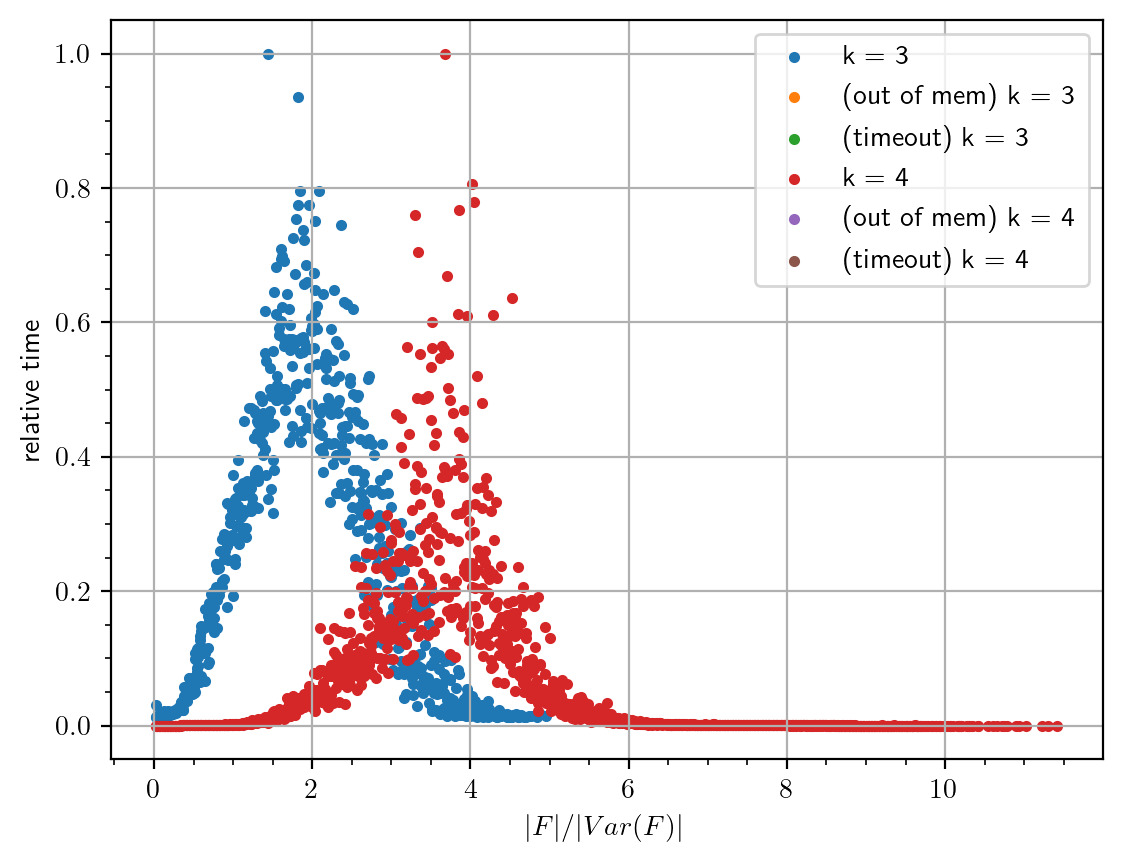 1.0
0.8
0.6
0.4
0.2
0.0
relative time
0 2 4 6 8 10
|F|/|Var(F)|
k = 3
(out of mem) k = 3
(timeout) k = 3
k = 4
(out of mem) k = 4
(timeout) k = 4